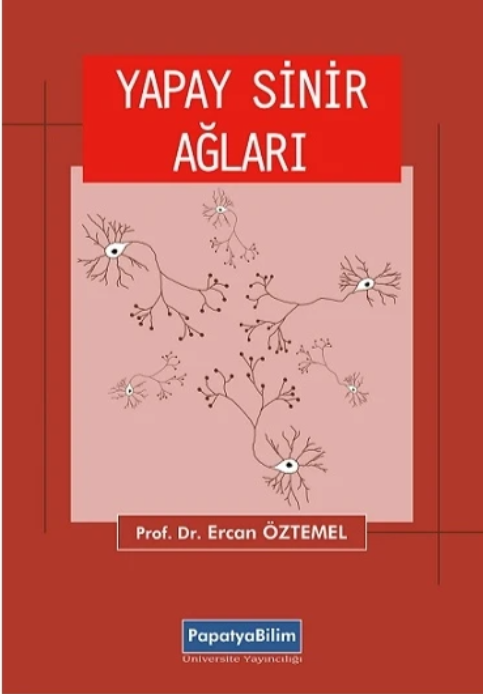 YAPAY SİNİR
AĞLARI
Prof. Dr. Ercan ÖZTEMEL
PapatyaBilim
Üniversite Yayıncılığı